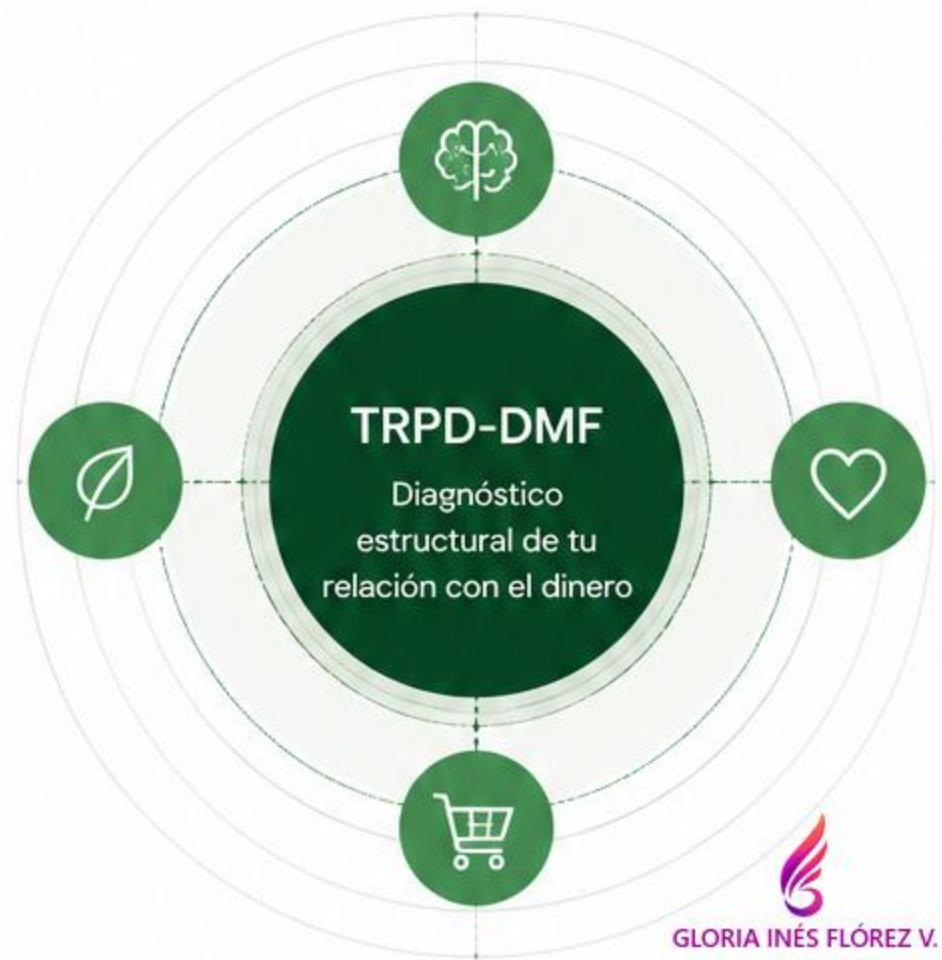 TRPD-DMF
Diagnóstico
estructural de tu
relación con el dinero
GLORIA INÉS FLÓREZ V.